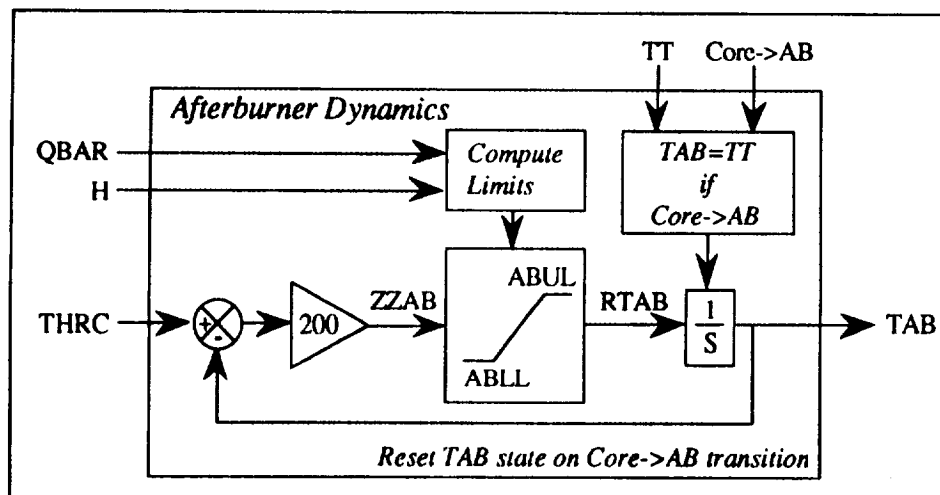 TT Core->AB
Afterburner Dynamics
QBAR
H
Compute
Limits
TAB=TT
if
Core->AB
THRC
+
-
200
ZZAB
ABUL
ABLL
RTAB
1
S
TAB
Reset TAB state on Core->AB transition